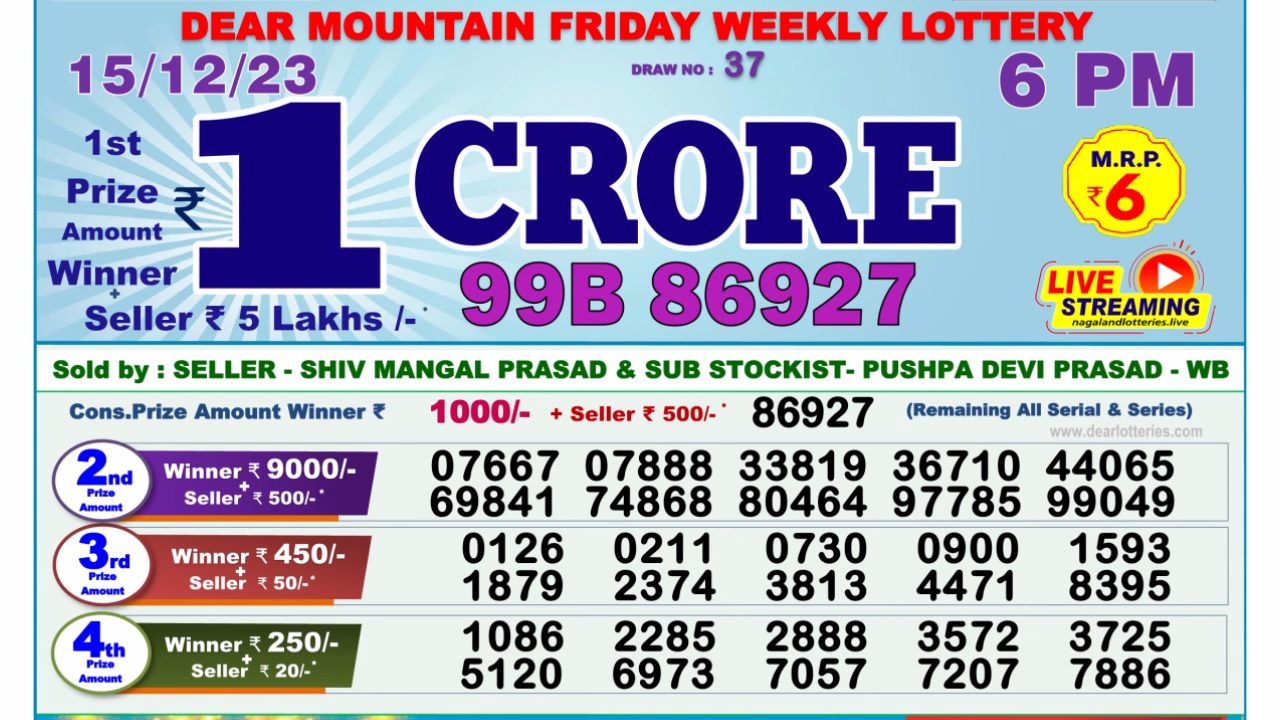 DEAR MOUNTAIN FRIDAY WEEKLY LOTTERY
15/12/23
DRAW NO : 37
6 PM
1st
Prize
Amount
Winner
+
Seller ₹ 5 Lakhs /- *
₹ 1 CRORE
99B 86927
M.R.P.
₹ 6
LIVE
STREAMING
nagalandlotteries.live
Sold by : SELLER - SHIV MANGAL PRASAD & SUB STOCKIST- PUSHPA DEVI PRASAD - WB
Cons.Prize Amount Winner ₹ 1000/- + Seller ₹ 500/- * 86927 (Remaining All Serial & Series)
www.dearlotteries.com
2nd
Prize
Amount
Winner ₹ 9000/-
+
Seller ₹ 500/- *
07667 07888 33819 36710 44065
69841 74868 80464 97785 99049
3rd
Prize
Amount
Winner ₹ 450/-
+
Seller ₹ 50/- *
0126 0211 0730 0900 1593
1879 2374 3813 4471 8395
4th
Prize
Amount
Winner ₹ 250/-
+
Seller ₹ 20/- *
1086 2285 2888 3572 3725
5120 6973 7057 7207 7886